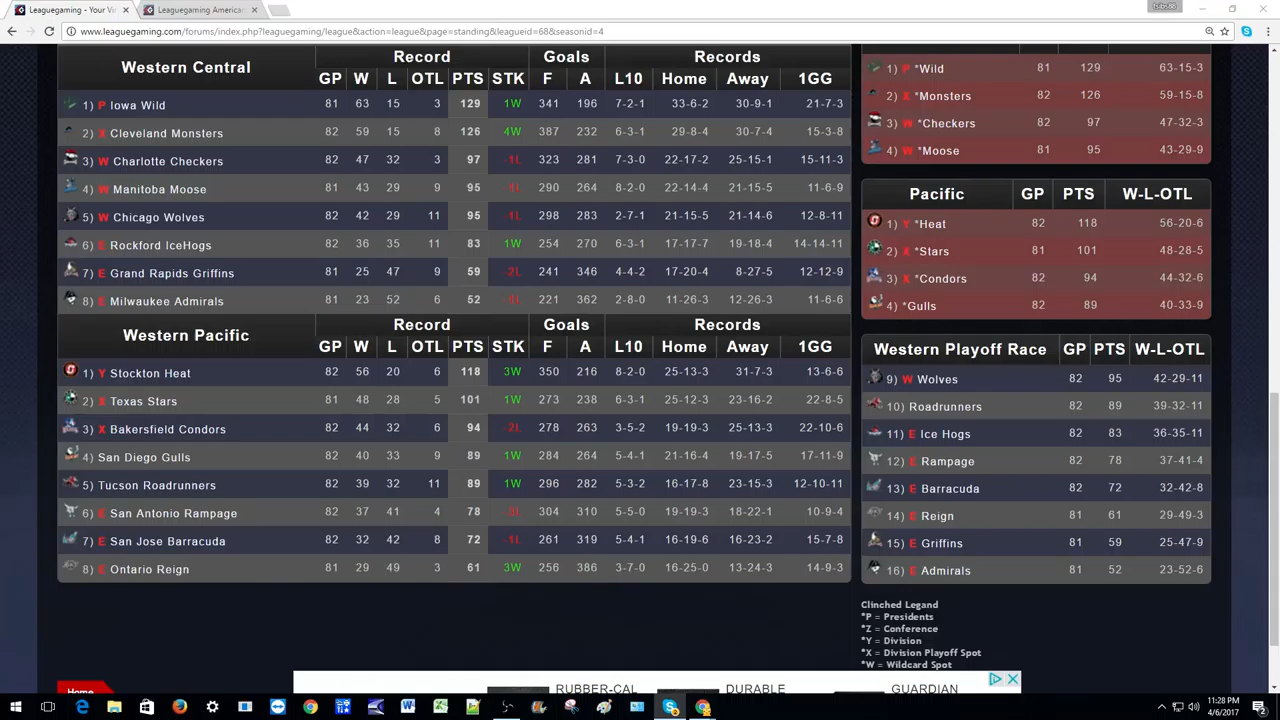 Leaguegaming - Your Vi
Leaguegaming American
fsbs88
www.leaguegaming.com/forums/index.php?leaguegaming/league&action=league&page=standing&leagueid=68&seasonid=4
Western Central Record Goals Records
GP W L OTL PTS STK F A L10 Home Away 1GG
1) P Iowa Wild 81 63 15 3 129 1W 341 196 7-2-1 33-6-2 30-9-1 21-7-3
2) X Cleveland Monsters 82 59 15 8 126 4W 387 232 6-3-1 29-8-4 30-7-4 15-3-8
3) W Charlotte Checkers 82 47 32 3 97 -1L 323 281 7-3-0 22-17-2 25-15-1 15-11-3
4) W Manitoba Moose 81 43 29 9 95 290 264 8-2-0 22-14-4 21-15-5 11-6-9
5) W Chicago Wolves 82 42 29 11 95 -1L 298 283 2-7-1 21-15-5 21-14-6 12-8-11
6) E Rockford IceHogs 82 36 35 11 83 1W 254 270 6-3-1 17-17-7 19-18-4 14-14-11
7) E Grand Rapids Griffins 81 25 47 9 59 -2L 241 346 4-4-2 17-20-4 8-27-5 12-12-9
8) E Milwaukee Admirals 81 23 52 6 52 221 362 2-8-0 11-26-3 12-26-3 11-6-6
Western Pacific Record Goals Records
GP W L OTL PTS STK F A L10 Home Away 1GG
1) Y Stockton Heat 82 56 20 6 118 3W 350 216 8-2-0 25-13-3 31-7-3 13-6-6
2) X Texas Stars 81 48 28 5 101 1W 273 238 6-3-1 25-12-3 23-16-2 22-8-5
3) X Bakersfield Condors 82 44 32 6 94 -2L 278 263 3-5-2 19-19-3 25-13-3 22-10-6
4) San Diego Gulls 82 40 33 9 89 1W 284 264 5-4-1 21-16-4 19-17-5 17-11-9
5) Tucson Roadrunners 82 39 32 11 89 1W 296 282 5-3-2 16-17-8 23-15-3 12-10-11
6) E San Antonio Rampage 82 37 41 4 78 304 310 5-5-0 19-19-3 18-22-1 10-9-4
7) E San Jose Barracuda 82 32 42 8 72 -1L 261 319 5-4-1 16-19-6 16-23-2 15-7-8
8) E Ontario Reign 81 29 49 3 61 3W 256 386 3-7-0 16-25-0 13-24-3 14-9-3
1) P *Wild 81 129 63-15-3
2) X *Monsters 82 126 59-15-8
3) W *Checkers 82 97 47-32-3
4) W *Moose 81 95 43-29-9
Pacific GP PTS W-L-OTL
1) Y *Heat 82 118 56-20-6
2) X *Stars 81 101 48-28-5
3) X *Condors 82 94 44-32-6
4) *Gulls 82 89 40-33-9
Western Playoff Race GP PTS W-L-OTL
9) W Wolves 82 95 42-29-11
10) Roadrunners 82 89 39-32-11
11) E Ice Hogs 82 83 36-35-11
12) E Rampage 82 78 37-41-4
13) E Barracuda 82 72 32-42-8
14) E Reign 81 61 29-49-3
15) E Griffins 81 59 25-47-9
16) E Admirals 81 52 23-52-6
Clinched Legand
*P = Presidents
*Z = Conference
*Y = Division
*X = Division Playoff Spot
*W = Wildcard Spot
Home
RUBBER-CAL DURABLE GUARDIAN
11:28 PM
4/6/2017